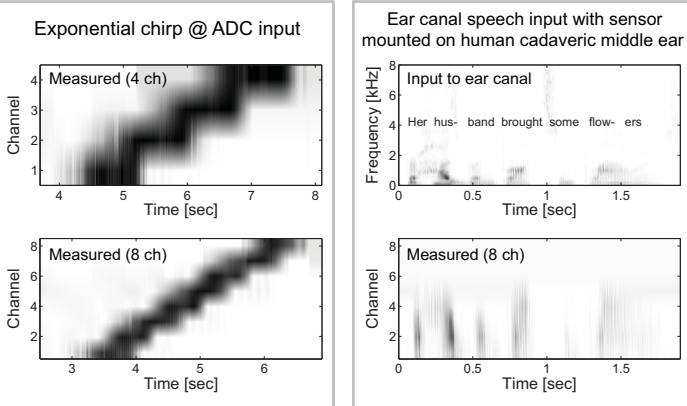 Exponential chirp @ ADC input
Measured (4 ch)
Channel
4
3
2
1
4 5 6 7 8
Time [sec]
Measured (8 ch)
Channel
8
6
4
2
3 4 5 6
Time [sec]
Ear canal speech input with sensor
mounted on human cadaveric middle ear
Input to ear canal
Frequency [kHz]
8
6
4
2
0
Her hus- band brought some flow- ers
0 0.5 1 1.5
Time [sec]
Measured (8 ch)
Channel
8
6
4
2
0 0.5 1 1.5
Time [sec]